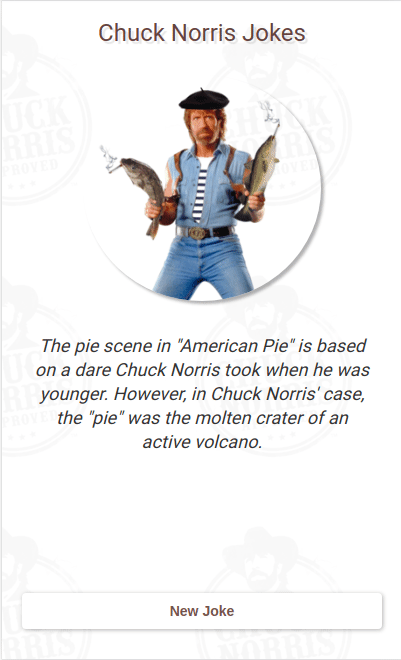 Chuck Norris Jokes
The pie scene in "American Pie" is based
on a dare Chuck Norris took when he was
younger. However, in Chuck Norris' case,
the "pie" was the molten crater of an
active volcano.
New Joke